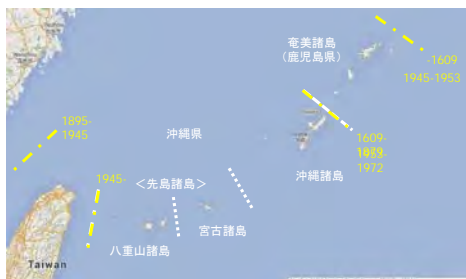 奄美諸島
（鹿児島県）
-1609
1945-1953
1895-
1945
沖縄県
1609-
1879
1953-
1972
沖縄諸島
1945-
＜先島諸島＞
宮古諸島
八重山諸島
Taiwan